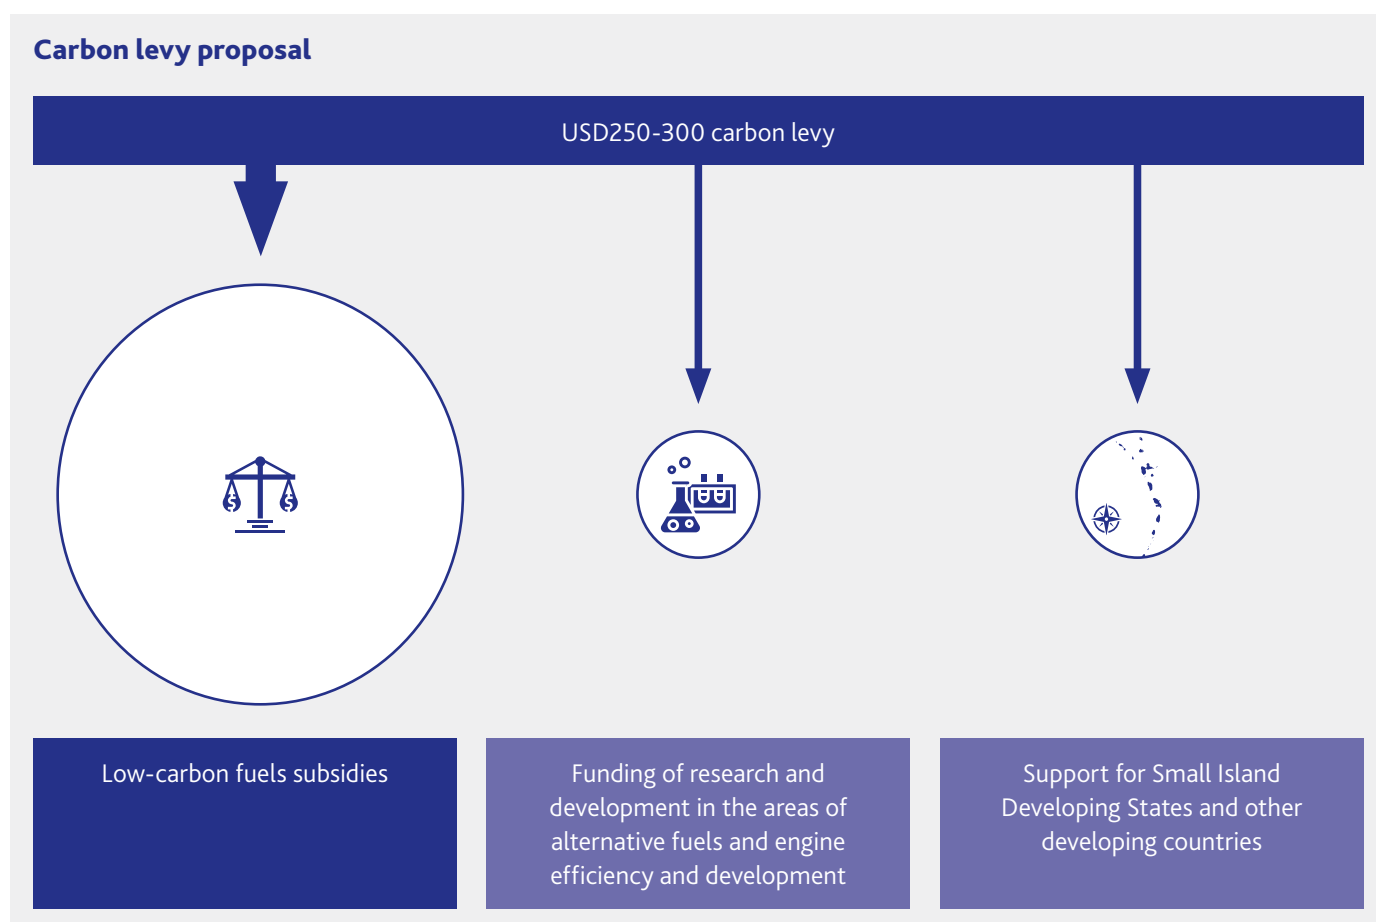 Carbon levy proposal
USD250-300 carbon levy
Low-carbon fuels subsidies
Funding of research and
development in the areas of
alternative fuels and engine
efficiency and development
Support for Small Island
Developing States and other
developing countries